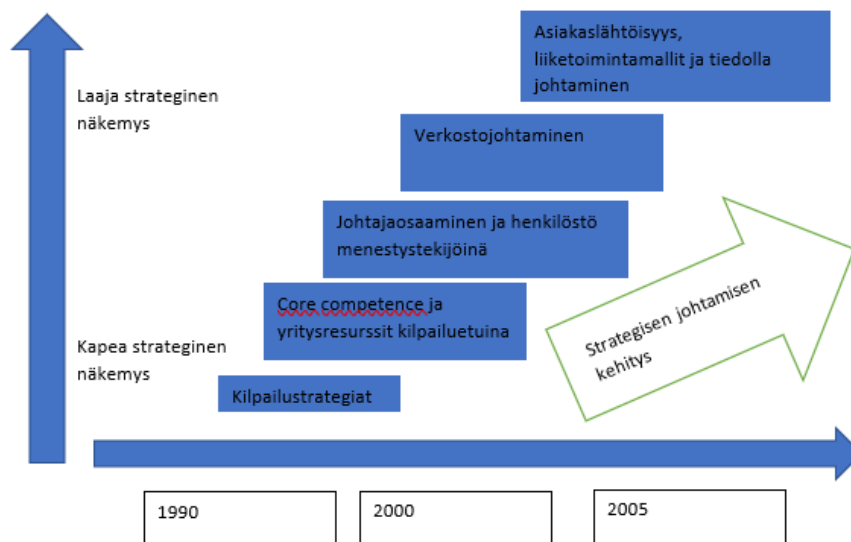 Asiakaslähtöisyys,
liiketoimintamallit ja tiedolla
johtaminen
Laaja strateginen
näkemys
Verkostojohtaminen
Johtajaosaaminen ja henkilöstö
menestystekijöinä
Core competence ja
yritysresurssit kilpailuetuina
Strategisen johtamisen
kehitys
Kapea strateginen
näkemys
Kilpailustrategiat
1990
2000
2005